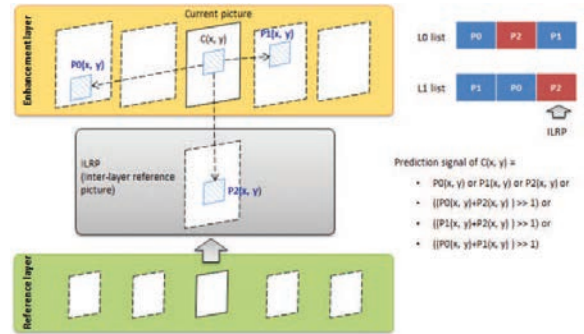 Current picture
Enhancement layer
C(x, y)
P1(x, y)
P0(x, y)
L0 list
P0
P2
P1
L1 list
P1
P0
P2
ILRP
ILRP
(Inter-layer reference
picture)
P2(x, y)
Prediction signal of C(x, y) =
• P0(x, y) or P1(x, y) or P2(x, y) or
• ((P0(x, y)+P2(x, y) ) >> 1) or
• ((P1(x, y)+P2(x, y) ) >> 1) or
• ((P0(x, y)+P1(x, y) ) >> 1)
Reference layer